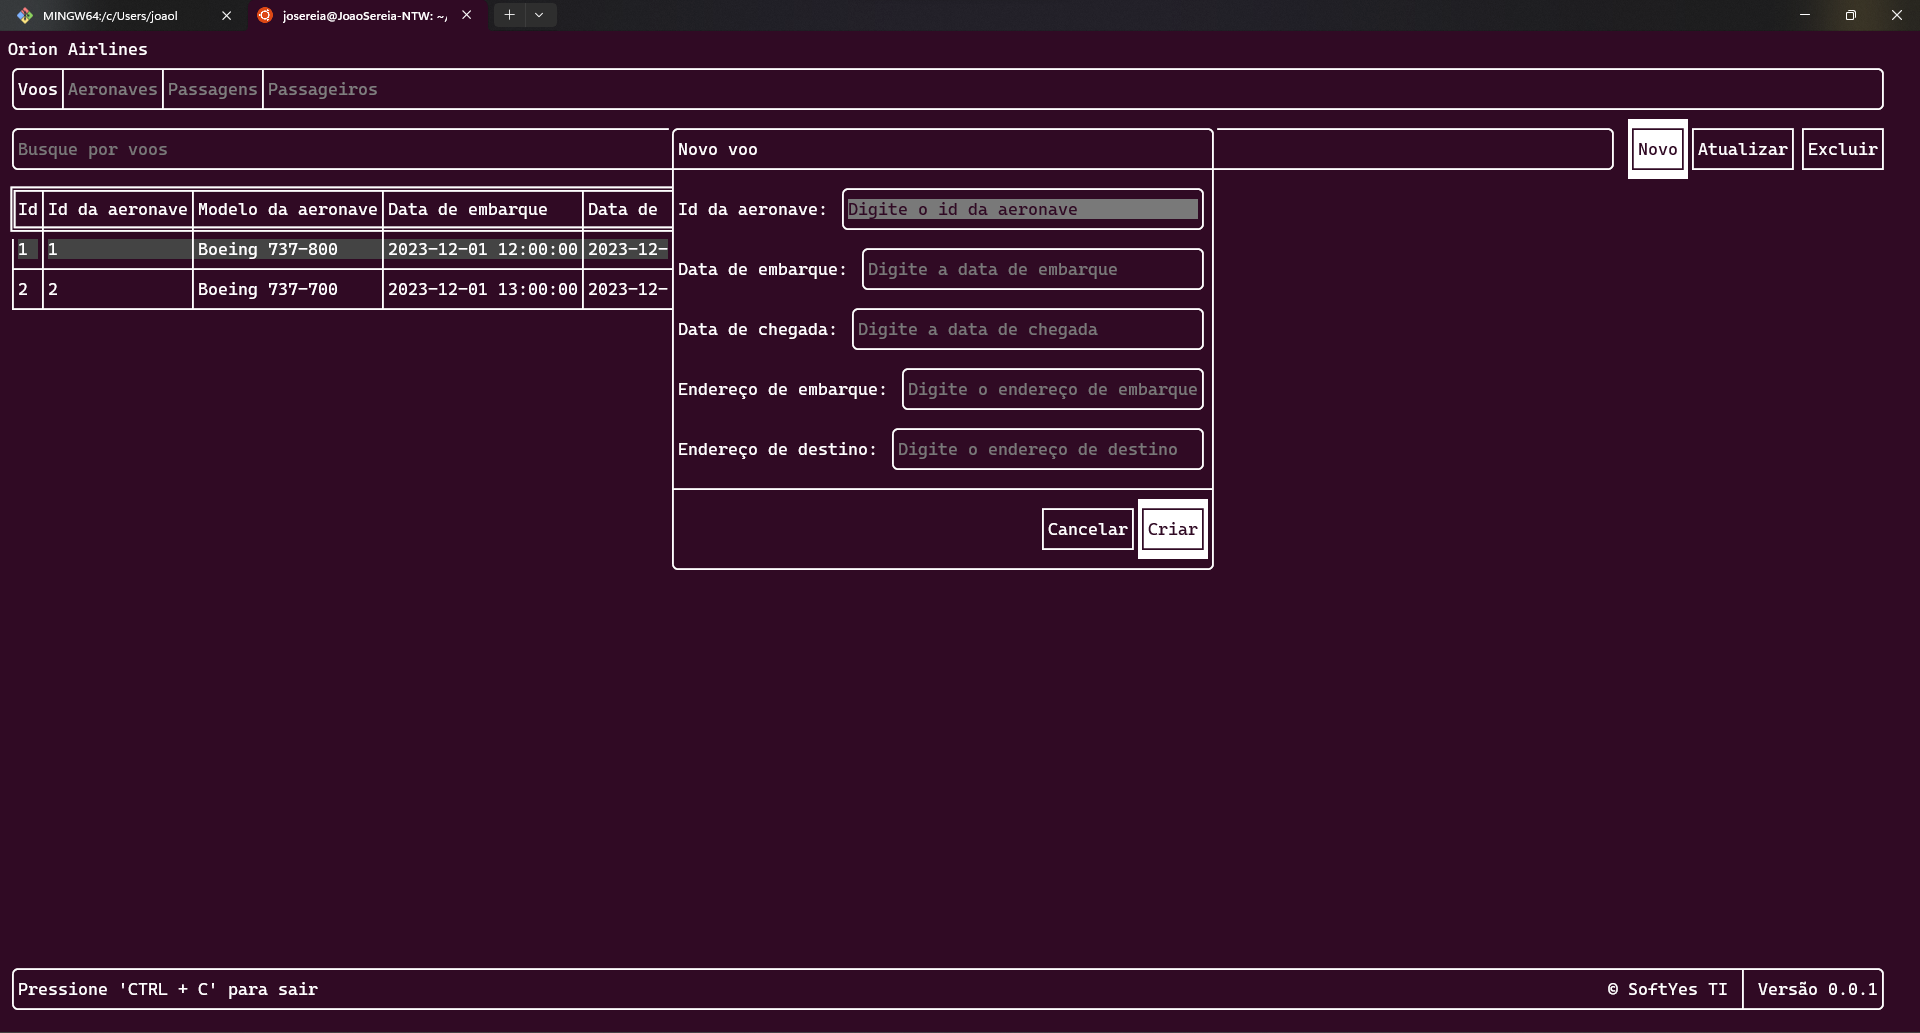 MINGW64:/c/Users/joaol
josereia@JoaoSereia-NTW: ~,
Orion Airlines
Voos Aeronaves Passagens Passageiros
Busque por voos
Novo Atualizar Excluir
Id Id da aeronave Modelo da aeronave Data de embarque Data de
1 1 Boeing 737-800 2023-12-01 12:00:00 2023-12-
2 2 Boeing 737-700 2023-12-01 13:00:00 2023-12-
Novo voo
Id da aeronave: Digite o id da aeronave
Data de embarque: Digite a data de embarque
Data de chegada: Digite a data de chegada
Endereço de embarque: Digite o endereço de embarque
Endereço de destino: Digite o endereço de destino
Cancelar Criar
Pressione 'CTRL + C' para sair
© SoftYes TI
Versão 0.0.1